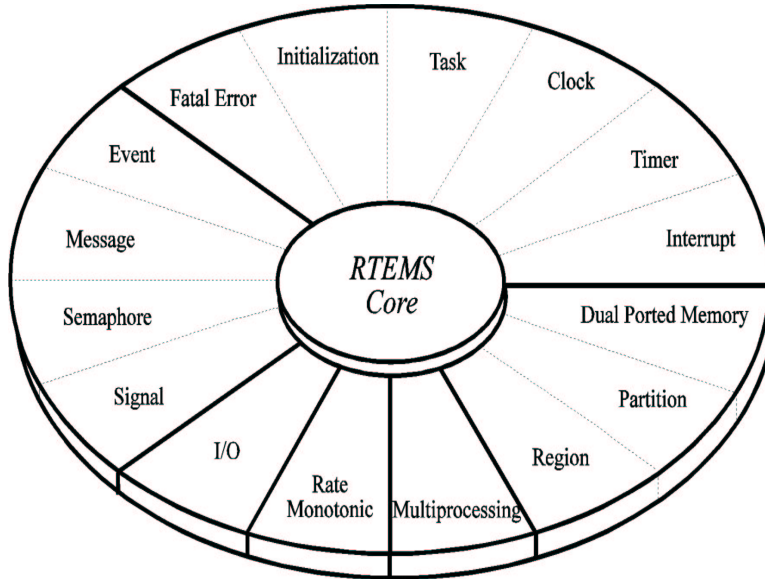 Initialization
Task
Clock
Fatal Error
Timer
Event
Interrupt
Message
RTEMS
Core
Dual Ported Memory
Semaphore
Partition
Signal
Region
I/O
Rate
Monotonic
Multiprocessing